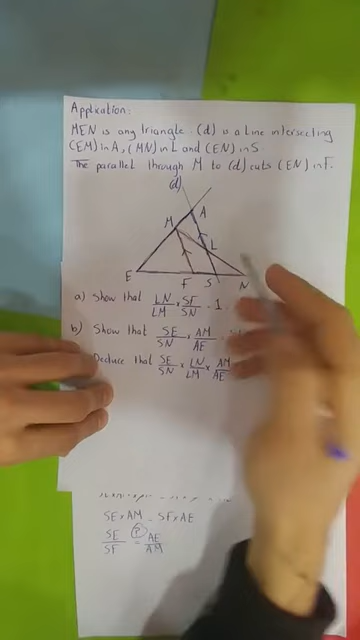 Application:
MEN is any triangle. (d) is a line intersecting
(EM) in A, (MN) in L and (EN) in S.
The parallel through M to (d) cuts (EN) in F.
(d)
M A
L
E F S N
a) Show that LN/LM × SF/SN = 1.
b) Show that SE/SN × AM/AE
Deduce that SE/SN × LN/LM × AM/AE
SE × AM = SF × AE
SE/SF = AE/AM